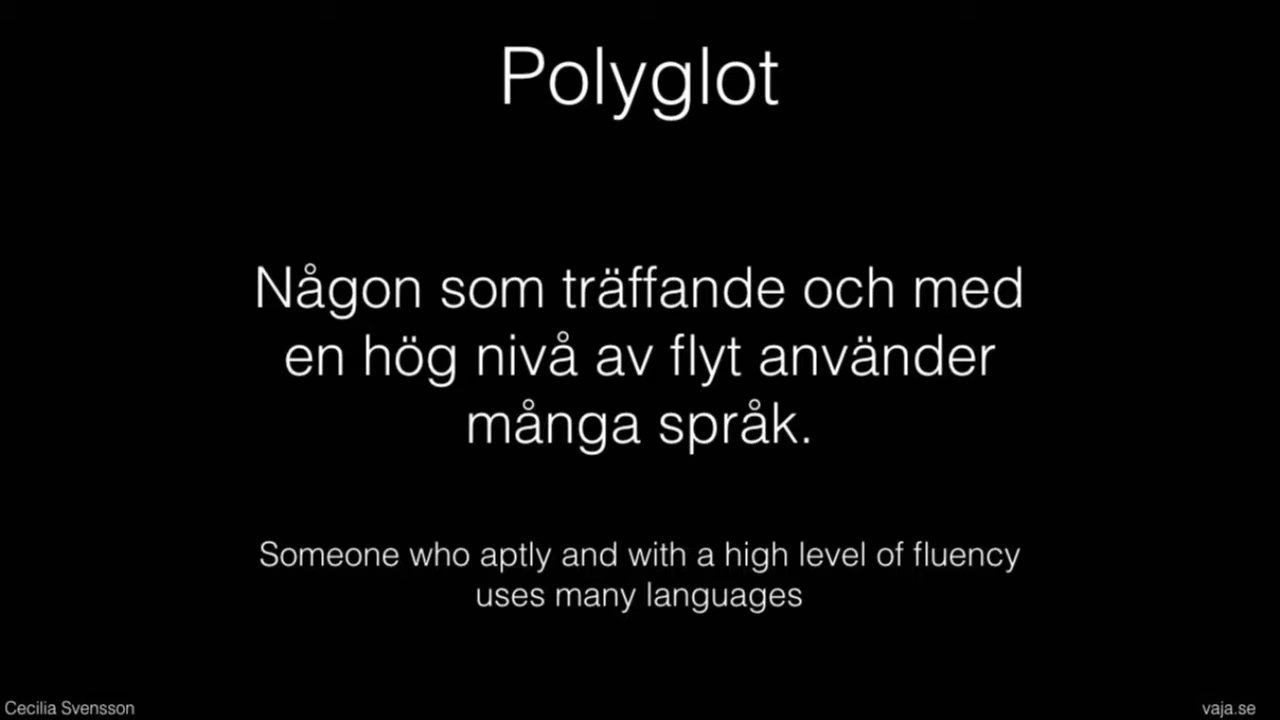 Polyglot
Någon som träffande och med
en hög nivå av flyt använder
många språk.
Someone who aptly and with a high level of fluency
uses many languages
Cecilia Svensson
vaja.se